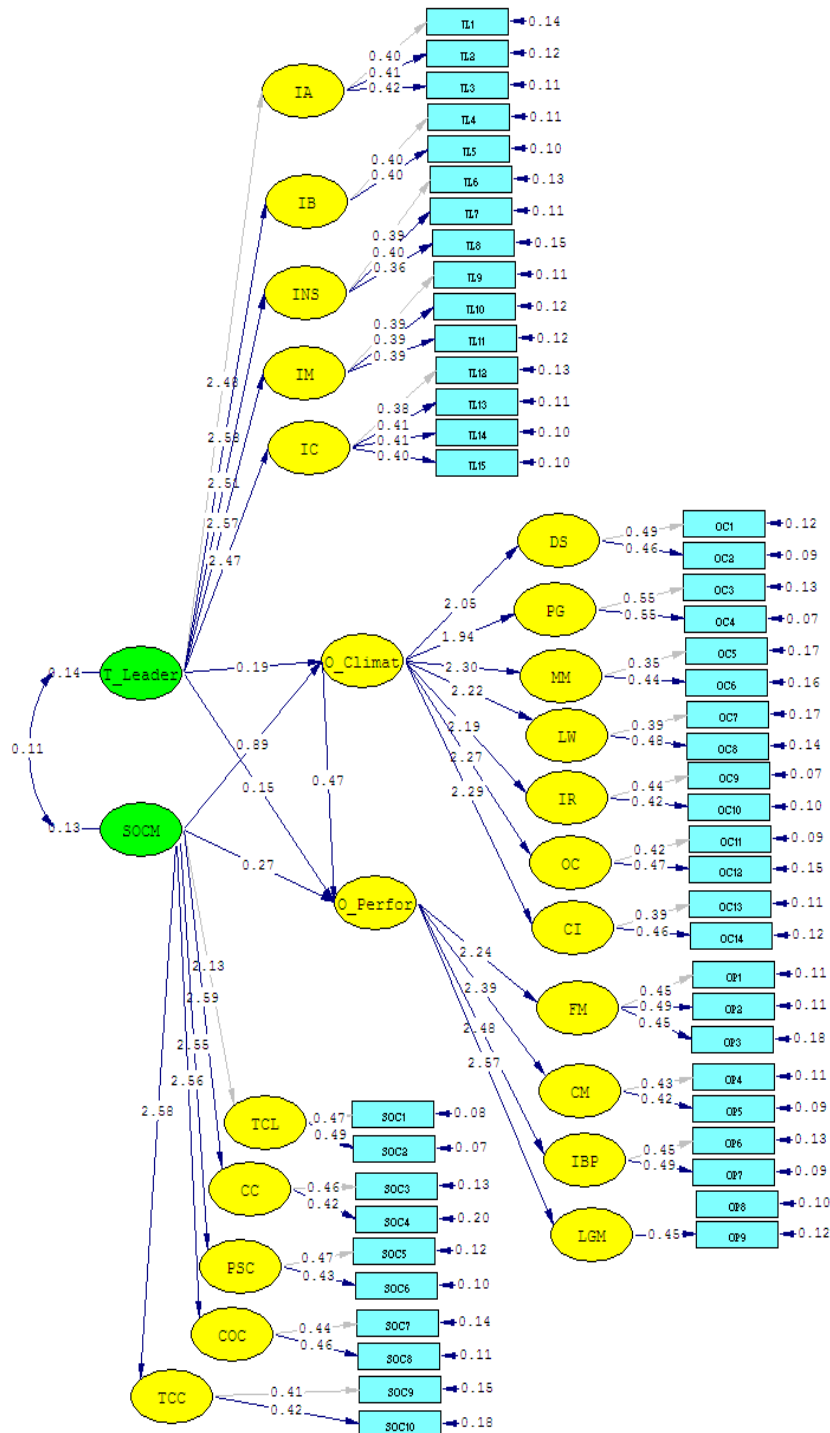 TL1
0.14
0.40
TL2
0.12
0.41
IA
0.42
TL3
0.11
TL4
0.11
0.40
TL5
0.10
IB
0.40
TL6
0.13
TL7
0.11
0.39
0.40
TL8
0.15
INS
0.36
TL9
0.11
TL10
0.12
0.39
0.39
TL11
0.12
IM
0.39
TL12
0.13
2.48
TL13
0.11
0.38
0.41
TL14
0.10
IC
0.41
0.40
TL15
0.10
2.58
2.51
2.57
2.47
DS
0.49
OC1
0.12
0.46
OC2
0.09
2.05
PG
0.55
OC3
0.13
0.55
OC4
0.07
1.94
0.14
T_Leader
0.19
O_Climat
2.30
MM
0.35
OC5
0.17
0.44
OC6
0.16
2.22
LW
0.39
OC7
0.17
0.48
OC8
0.14
0.11
0.89
2.19
IR
0.44
OC9
0.07
0.42
OC10
0.10
0.15
0.47
2.27
2.29
0.13
SOCM
OC
0.42
OC11
0.09
0.47
OC12
0.15
0.27
O_Perfor
CI
0.39
OC13
0.11
0.46
OC14
0.12
2.24
2.39
2.48
2.57
FM
0.45
OP1
0.11
0.49
OP2
0.11
0.45
OP3
0.18
2.13
2.59
2.55
2.56
2.58
CM
0.43
OP4
0.11
0.42
OP5
0.09
TCL
0.47
SOC1
0.08
0.49
SOC2
0.07
IBP
0.45
OP6
0.13
0.49
OP7
0.09
CC
0.46
SOC3
0.13
0.42
SOC4
0.20
OP8
0.10
LGM
0.45
OP9
0.12
PSC
0.47
SOC5
0.12
0.43
SOC6
0.10
COC
0.44
SOC7
0.14
0.46
SOC8
0.11
TCC
0.41
SOC9
0.15
0.42
SOC10
0.18